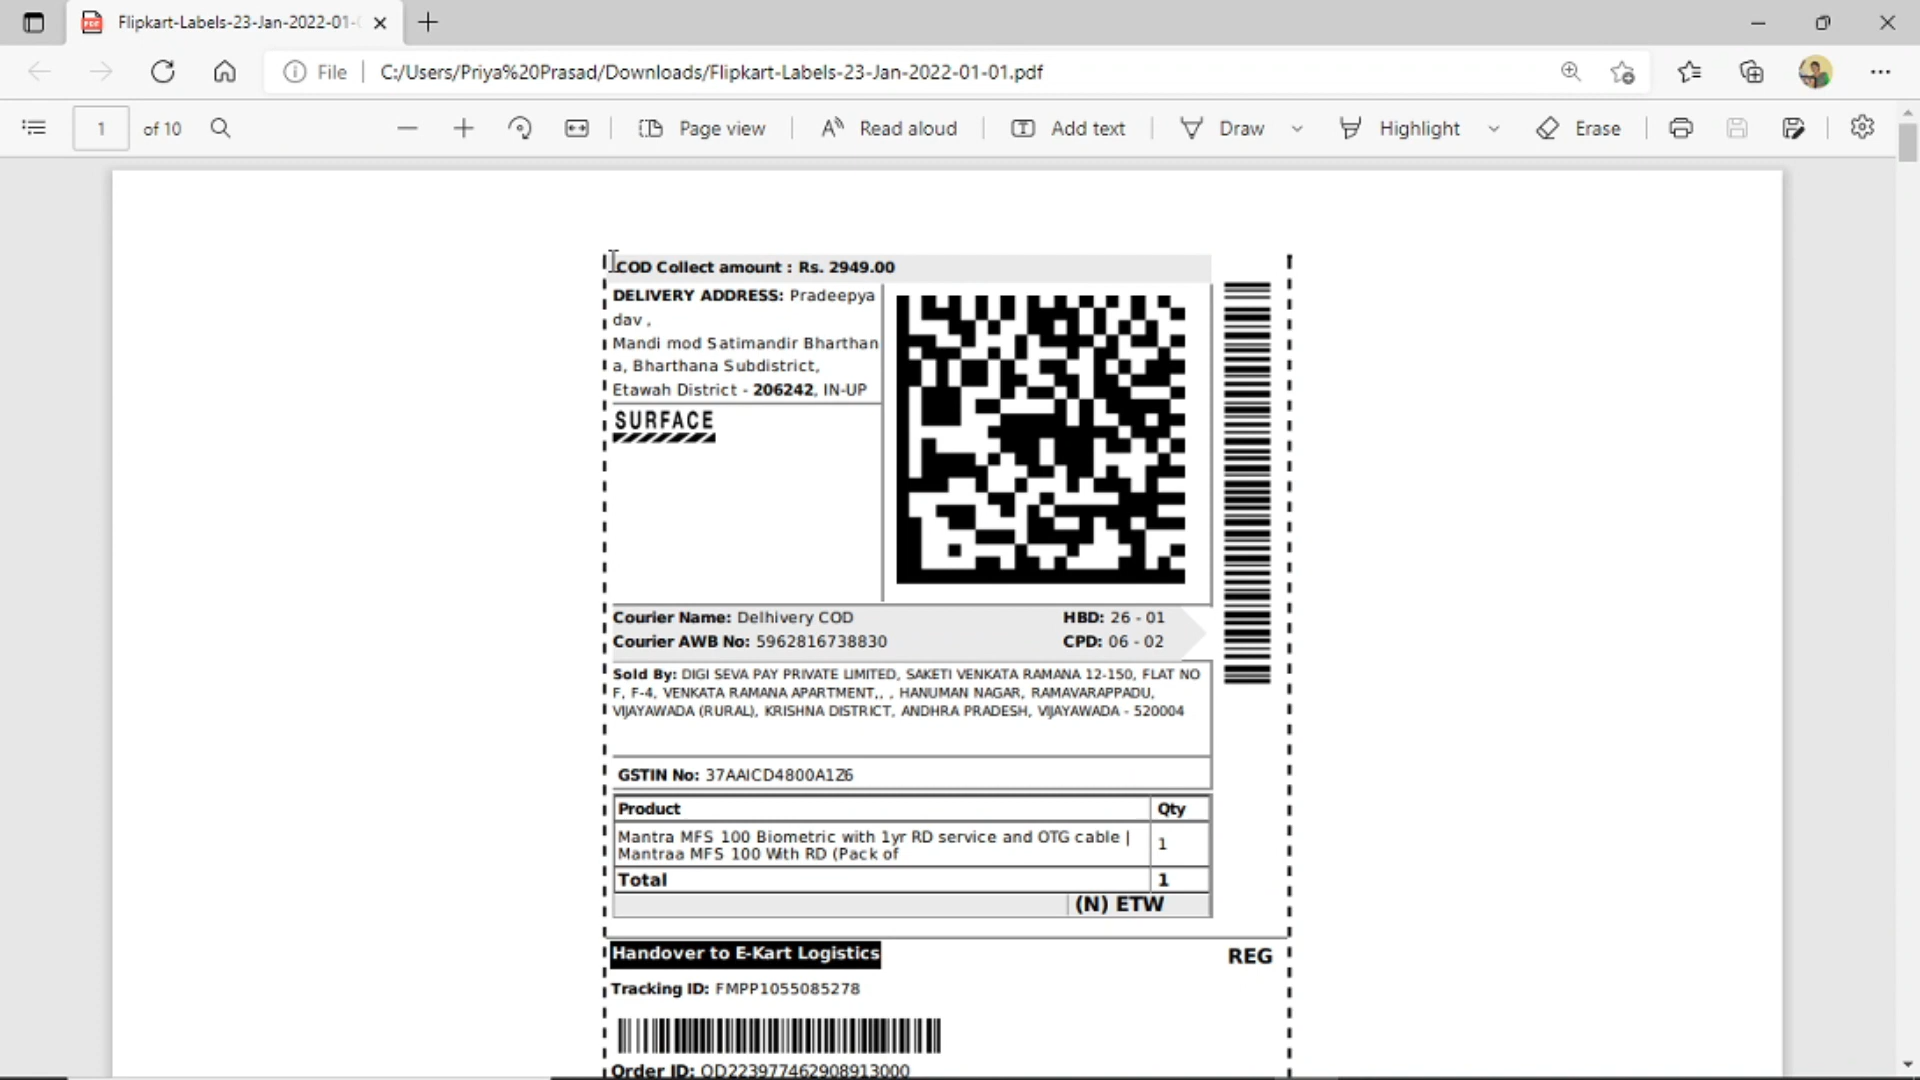 Flipkart-Labels-23-Jan-2022-01-
File
C:/Users/Priya%20Prasad/Downloads/Flipkart-Labels-23-Jan-2022-01-01.pdf
1 of 10
Page view
Read aloud
Add text
Draw
Highlight
Erase
COD Collect amount : Rs. 2949.00
DELIVERY ADDRESS: Pradeepya
dav ,
Mandi mod Satimandir Bharthan
a, Bharthana Subdistrict,
Etawah District - 206242, IN-UP
SURFACE
Courier Name: Delhivery COD
HBD: 26 - 01
Courier AWB No: 5962816738830
CPD: 06 - 02
Sold By: DIGI SEVA PAY PRIVATE LIMITED, SAKETI VENKATA RAMANA 12-150, FLAT NO
F, F-4, VENKATA RAMANA APARTMENT,, , HANUMAN NAGAR, RAMAVARAPPADU,
VIJAYAWADA (RURAL), KRISHNA DISTRICT, ANDHRA PRADESH, VIJAYAWADA - 520004
GSTIN No: 37AAICD4800A1Z6
Product Qty
Mantra MFS 100 Biometric with 1yr RD service and OTG cable |
Mantraa MFS 100 With RD (Pack of
1
Total 1
(N) ETW
Handover to E-Kart Logistics
REG
Tracking ID: FMPP1055085278
Order ID: OD223977462908913000